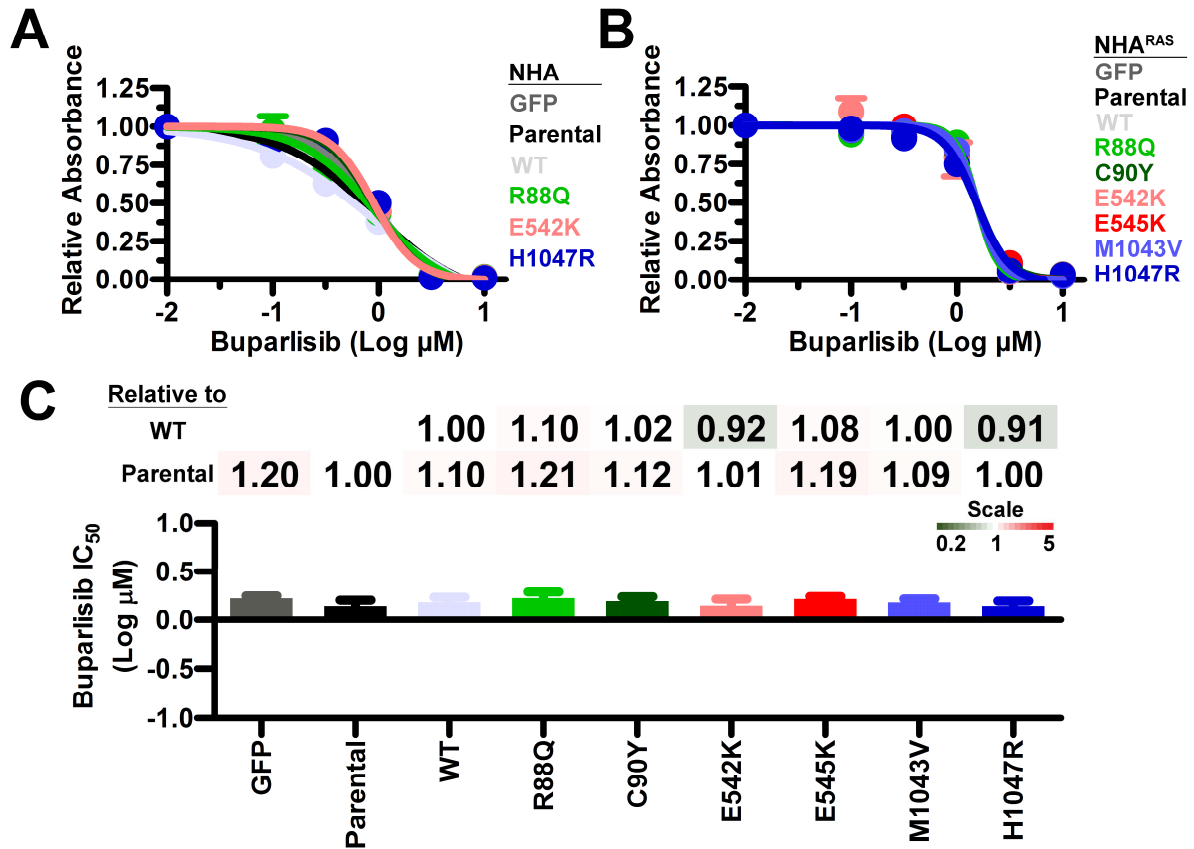 A
Relative Absorbance
1.25
1.00
0.75
0.50
0.25
0.00
-2
-1
0
1
Buparlisib (Log µM)
NHA
GFP
Parental
WT
R88Q
E542K
H1047R
B
Relative Absorbance
1.25
1.00
0.75
0.50
0.25
0.00
-2
-1
0
1
Buparlisib (Log µM)
NHA^RAS
GFP
Parental
WT
R88Q
C90Y
E542K
E545K
M1043V
H1047R
C
Relative to
WT 1.00 1.10 1.02 0.92 1.08 1.00 0.91
Parental 1.20 1.00 1.10 1.21 1.12 1.01 1.19 1.09 1.00
Scale
0.2 1 5
Buparlisib IC50
(Log µM)
1.0
0.5
0.0
-0.5
-1.0
GFP
Parental
WT
R88Q
C90Y
E542K
E545K
M1043V
H1047R